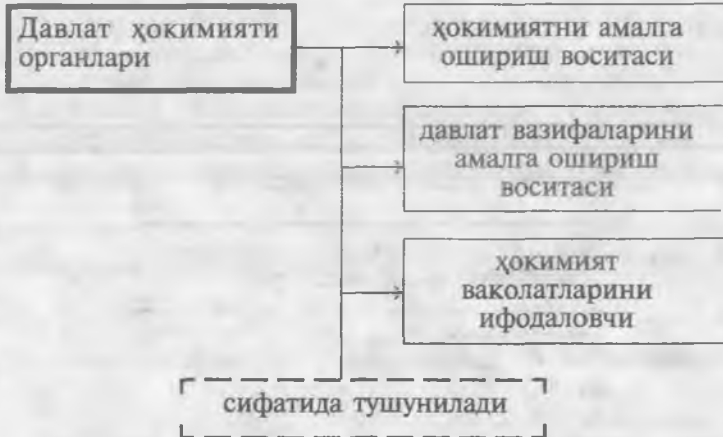 Давлат ҳокимияти
органлари
ҳокимиятни амалга
ошириш воситаси
давлат вазифаларини
амалга ошириш
воситаси
ҳокимият
ваколатларини
ифодаловчи
сифатида тушунилади